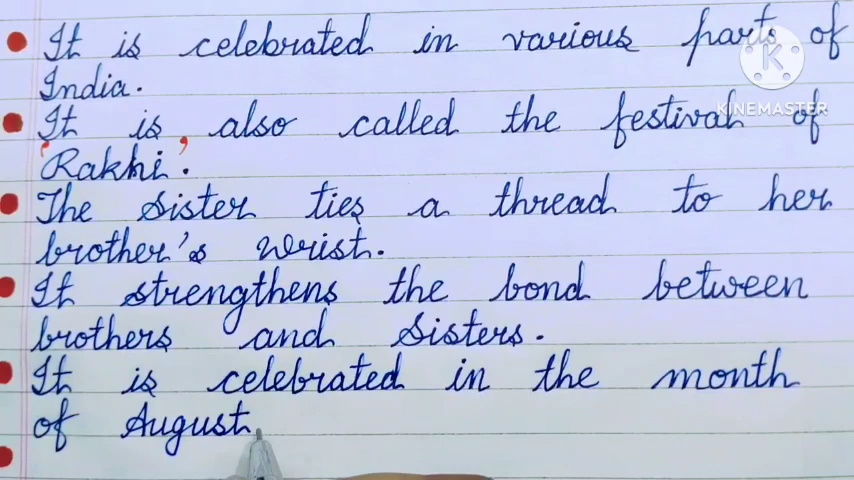 It is celebrated in various parts of
India.
It is also called the festival of
'Rakhi'.
The Sister ties a thread to her
brother's wrist.
It strengthens the bond between
brothers and Sisters.
It is celebrated in the month
of August
KINEMASTER